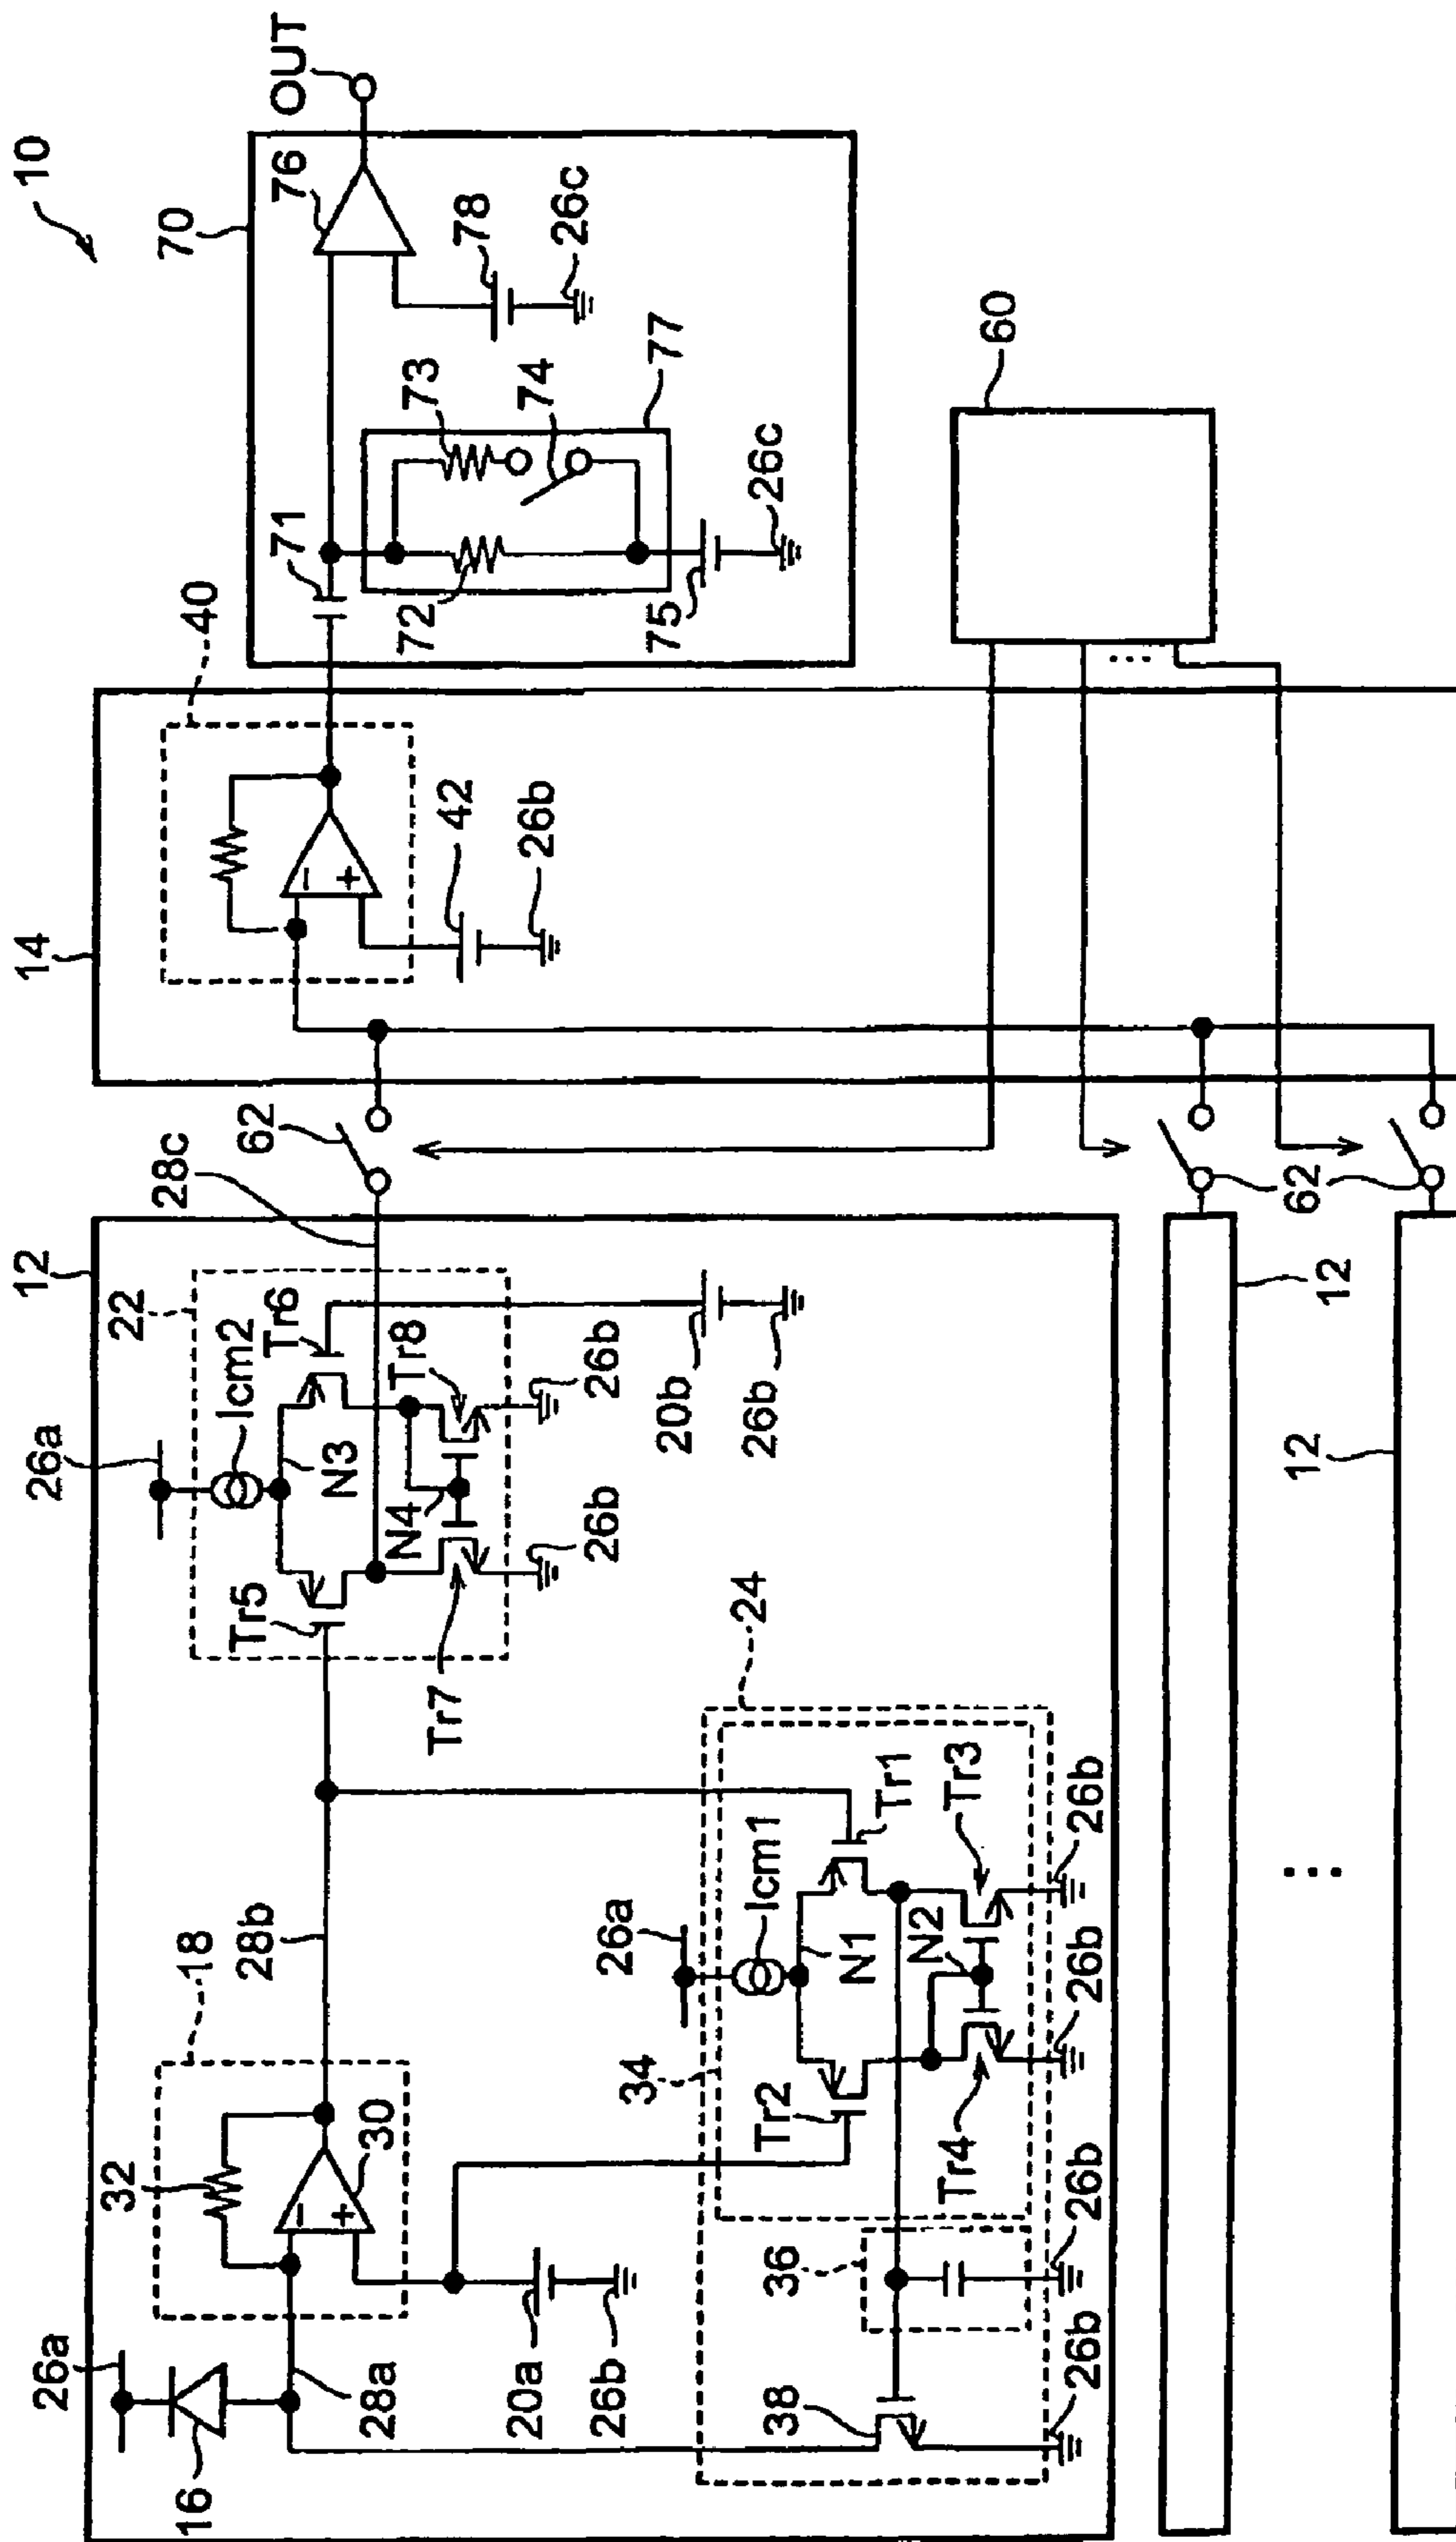 10
12
14
70
OUT
26a
16
28a
18
32
30
28b
20a
26b
22
26a
Icm2
N3
Tr5
Tr6
Tr7
Tr8
N4
26b
26b
20b
26b
28c
62
40
42
26b
71
72
73
74
77
75
26c
76
78
26c
60
...
24
34
26a
Icm1
N1
Tr2
Tr1
N2
Tr4
Tr3
36
38
26b
26b
26b
26b
62
12
...
12
- +
- +